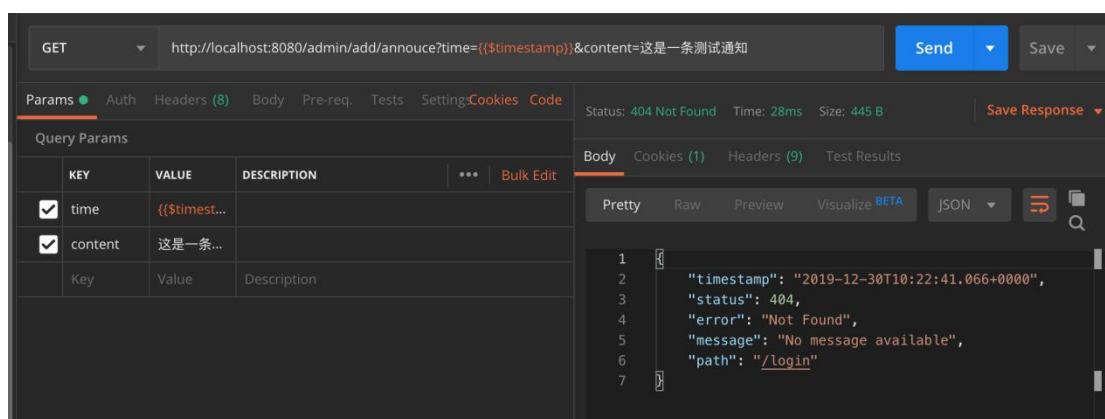 GET http://localhost:8080/admin/add/annouce?time={{$timestamp}}&content=这是一条测试通知 Send Save
Params Auth Headers (8) Body Pre-req. Tests Settings Cookies Code
Query Params
KEY VALUE DESCRIPTION ••• Bulk Edit
time {{$timest...
content 这是一条...
Key Value Description
Status: 404 Not Found Time: 28ms Size: 445 B Save Response
Body Cookies (1) Headers (9) Test Results
Pretty Raw Preview Visualize BETA JSON
1 {
2 "timestamp": "2019-12-30T10:22:41.066+0000",
3 "status": 404,
4 "error": "Not Found",
5 "message": "No message available",
6 "path": "/login"
7 }